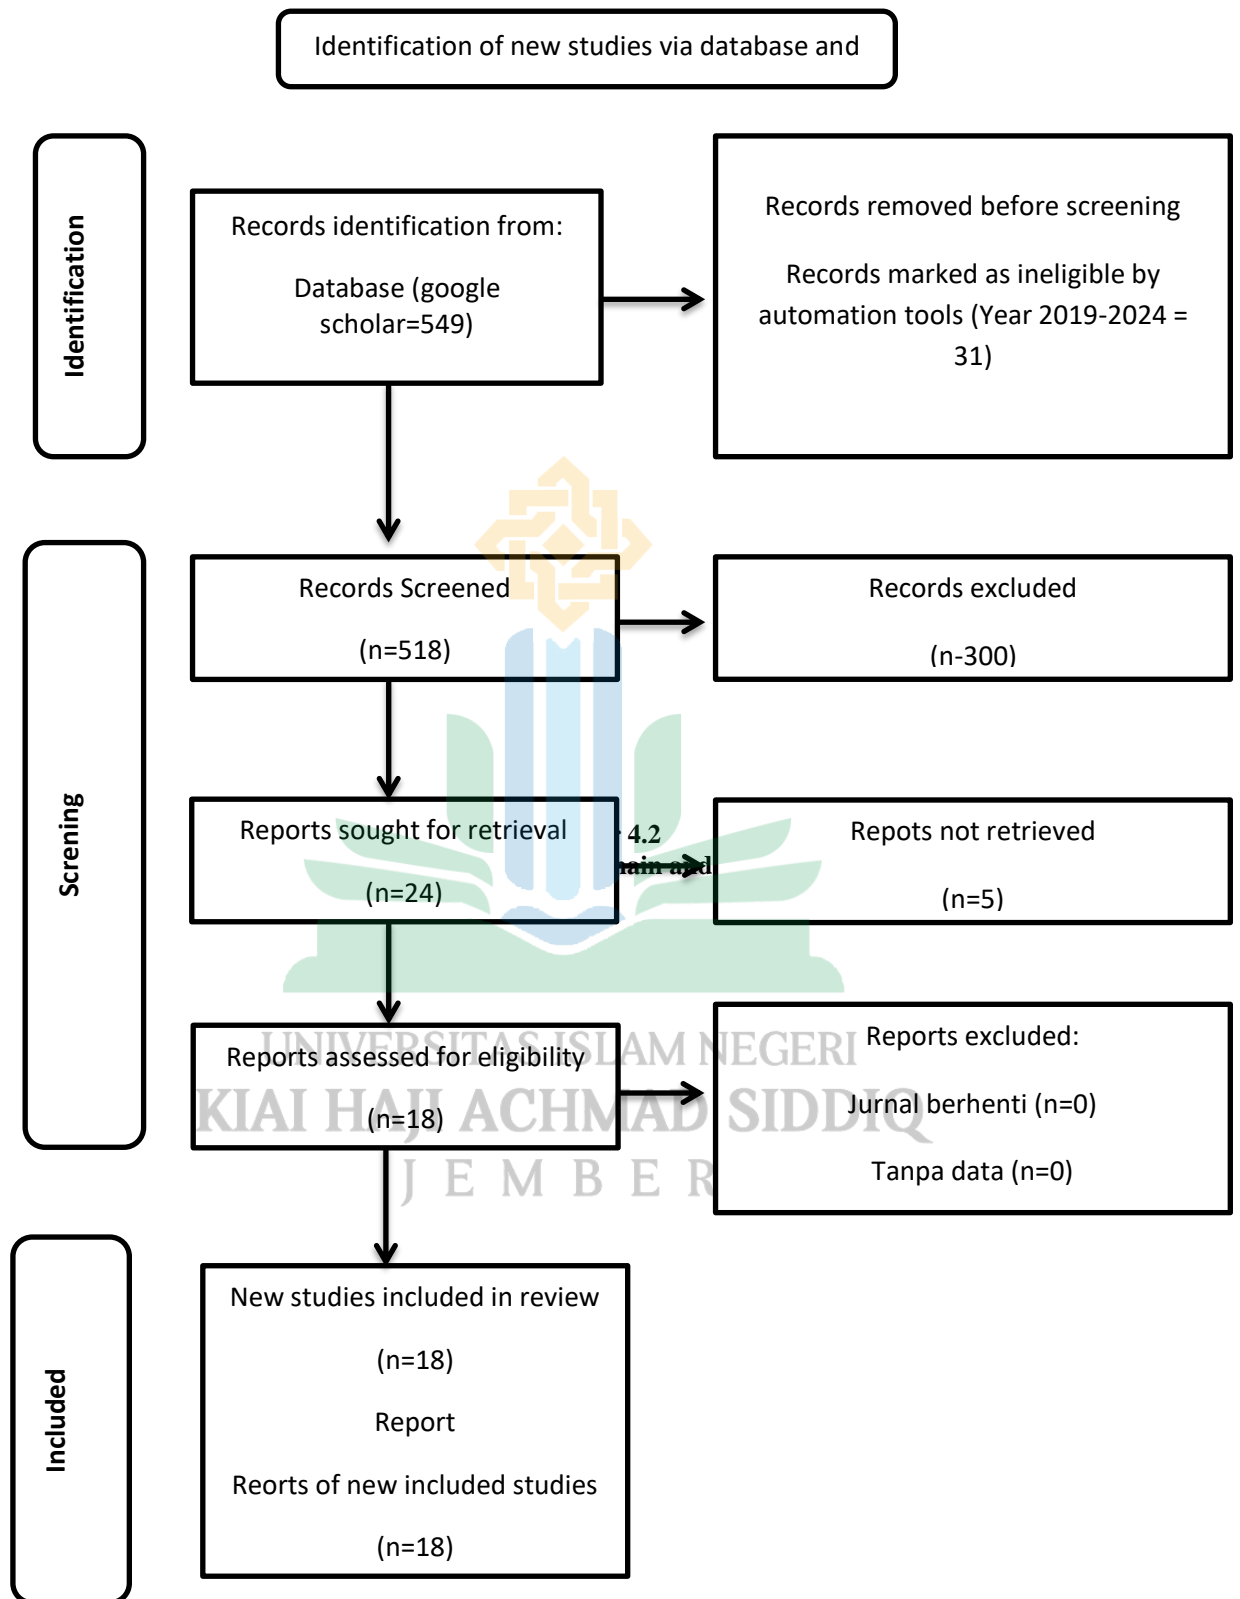 Identification of new studies via database and
Identification
Records identification from:
Database (google
scholar=549)
Records removed before screening
Records marked as ineligible by
automation tools (Year 2019-2024 =
31)
Screning
Records Screened
(n=518)
Records excluded
(n-300)
Reports sought for retrieval
(n=24)
4.2
and
Repots not retrieved
(n=5)
Reports assessed for eligibility
(n=18)
Reports excluded:
Jurnal berhenti (n=0)
Tanpa data (n=0)
UNIVERSITAS ISLAM NEGERI
KIAI HAJI ACHMAD SIDDIQ
JEMBER
Included
New studies included in review
(n=18)
Report
Reorts of new included studies
(n=18)